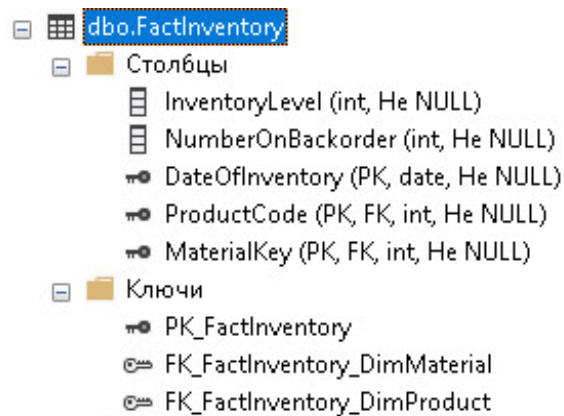 dbo.FactInventory
Столбцы
InventoryLevel (int, Не NULL)
NumberOnBackorder (int, Не NULL)
DateOfInventory (PK, date, Не NULL)
ProductCode (PK, FK, int, Не NULL)
MaterialKey (PK, FK, int, Не NULL)
Ключи
PK_FactInventory
FK_FactInventory_DimMaterial
FK_FactInventory_DimProduct